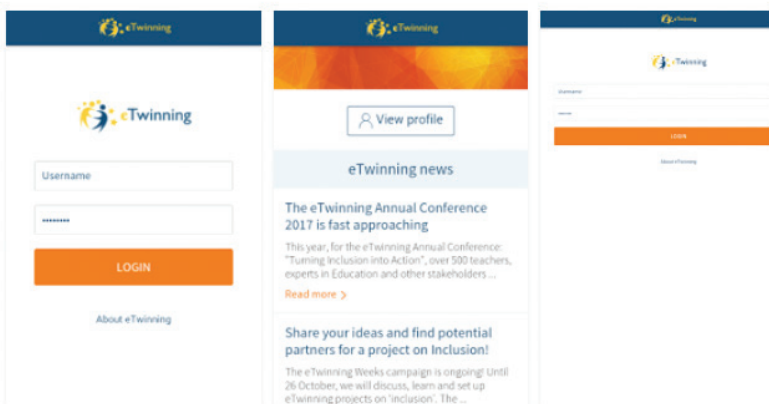 eTwinning
eTwinning
Username
••••••••
LOGIN
About eTwinning
eTwinning
View profile
eTwinning news
The eTwinning Annual Conference
2017 is fast approaching
This year, for the eTwinning Annual Conference:
"Turning Inclusion into Action", over 500 teachers,
experts in Education and other stakeholders ...
Read more >
Share your ideas and find potential
partners for a project on Inclusion!
The eTwinning Weeks campaign is ongoing! Until
26 October, we will discuss, learn and set up
eTwinning projects on 'inclusion'. The ...
eTwinning
eTwinning
Username
LOGIN
About eTwinning